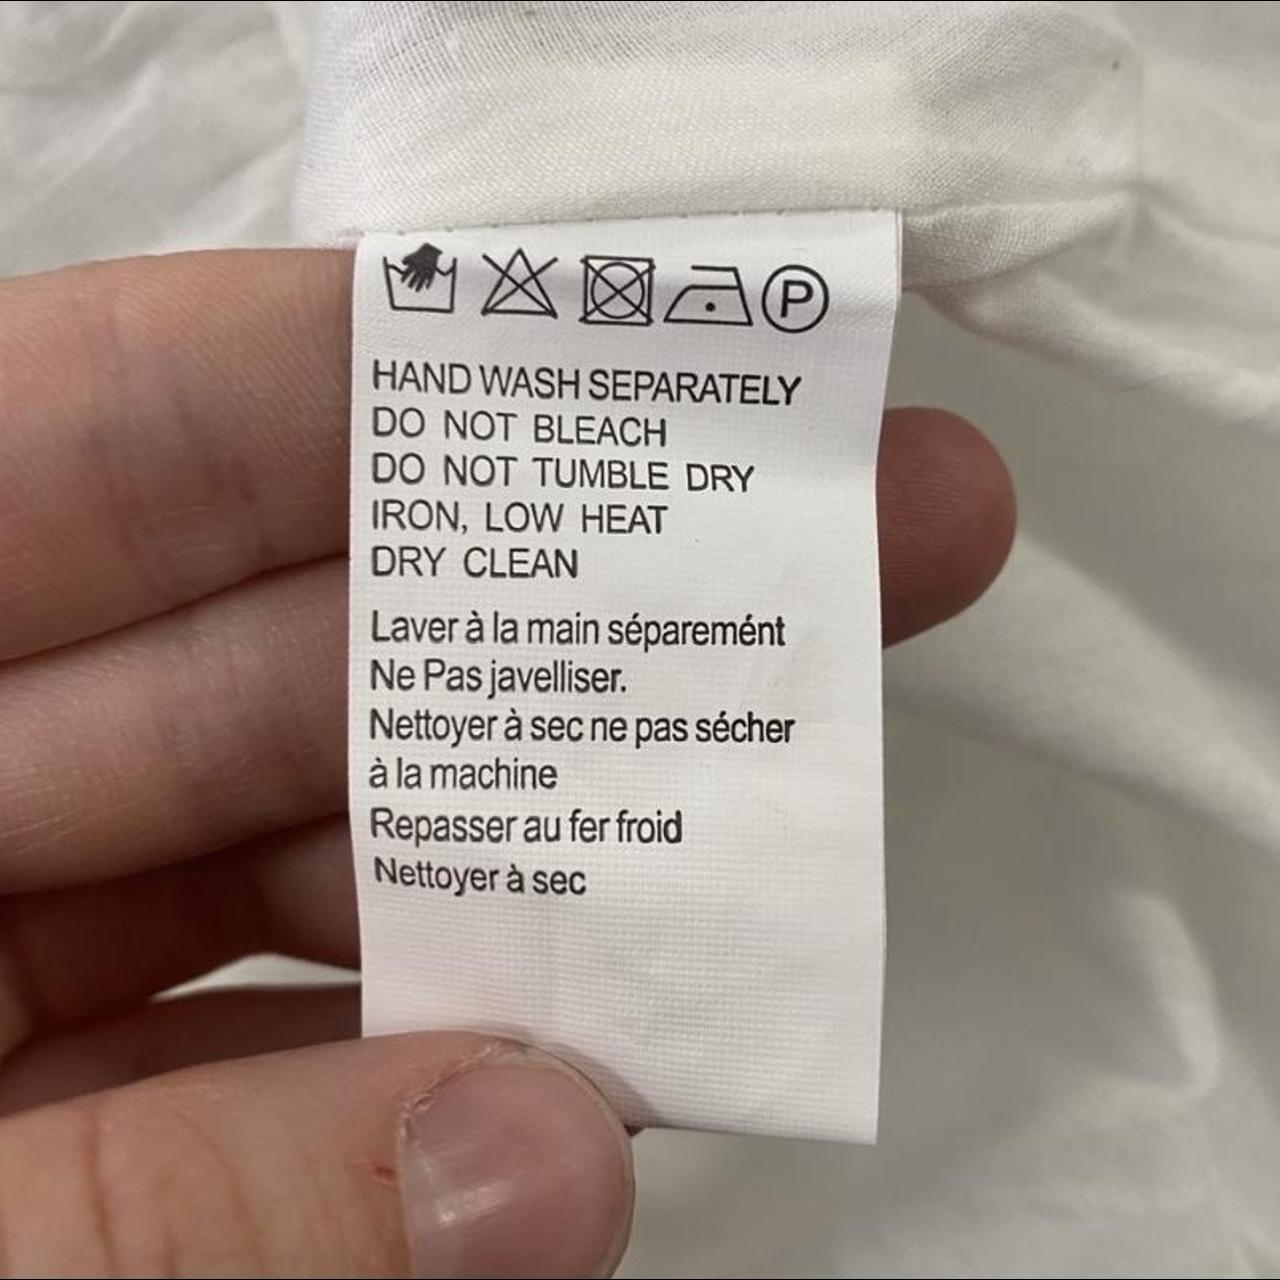 P
HAND WASH SEPARATELY
DO NOT BLEACH
DO NOT TUMBLE DRY
IRON, LOW HEAT
DRY CLEAN
Laver à la main séparemént
Ne Pas javelliser.
Nettoyer à sec ne pas sécher
à la machine
Repasser au fer froid
Nettoyer à sec